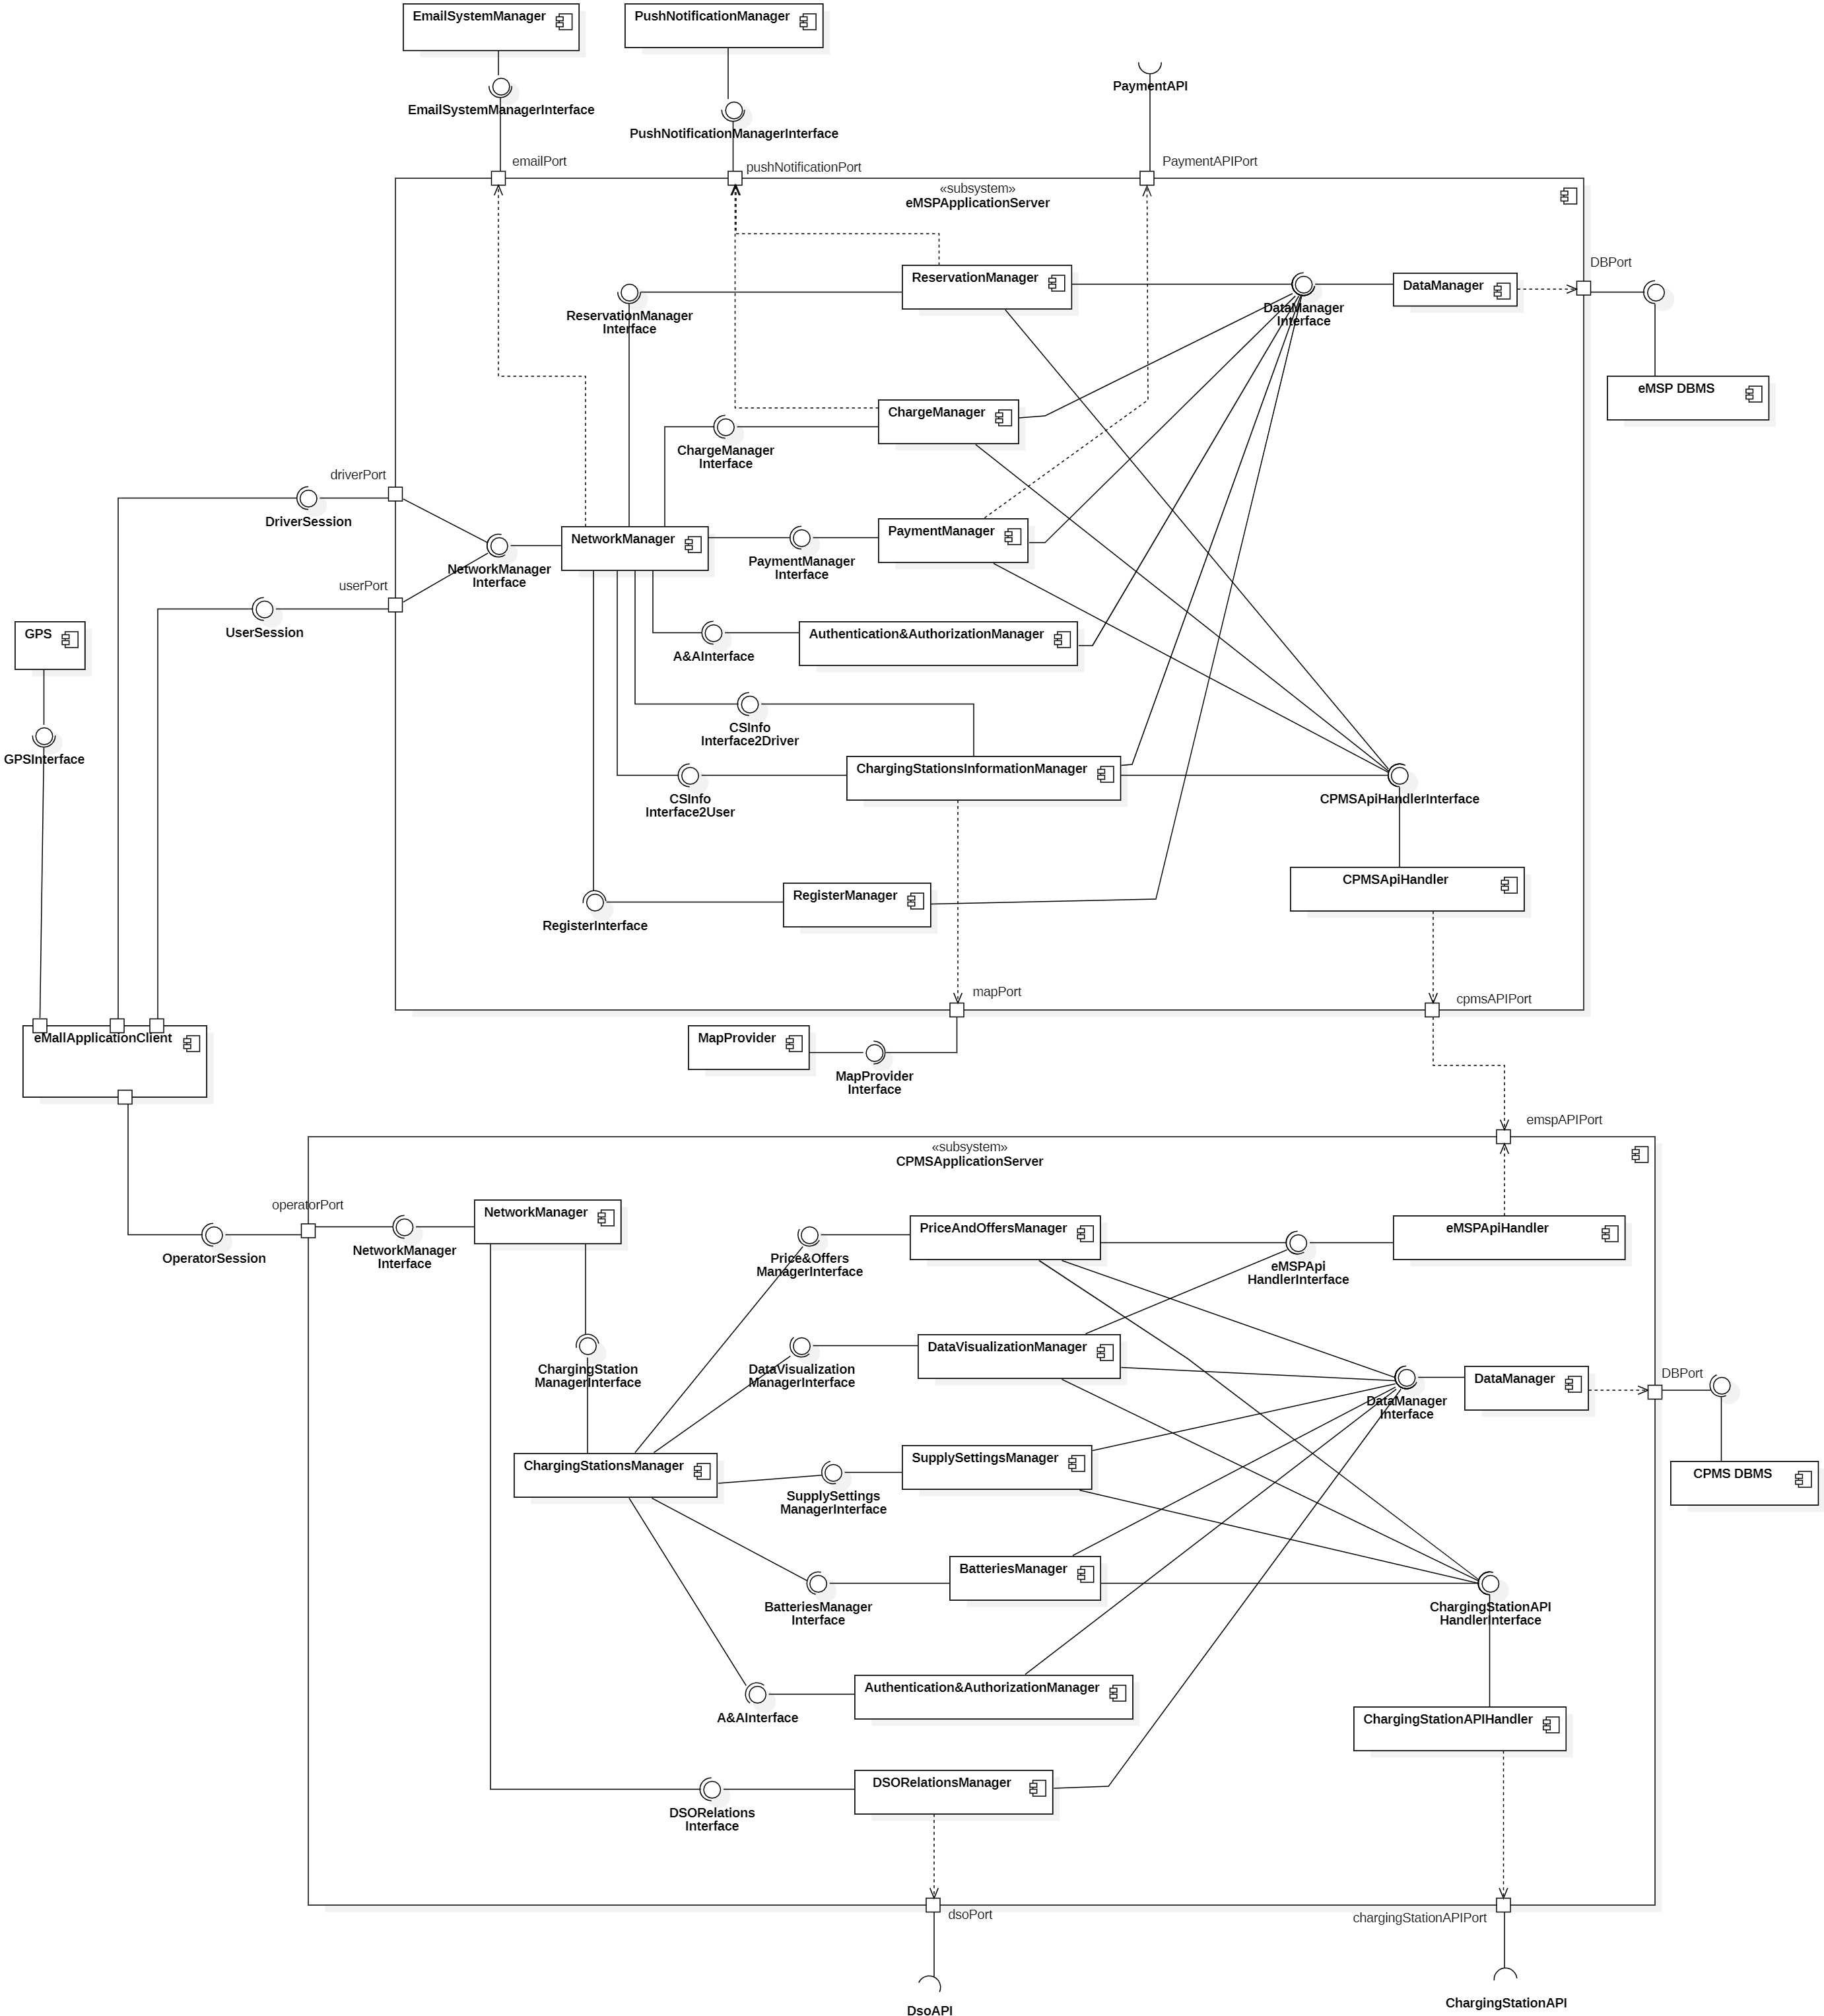 EmailSystemManager
PushNotificationManager
PaymentAPI
EmailSystemManagerInterface
PushNotificationManagerInterface
emailPort
pushNotificationPort
PaymentAPIPort
«subsystem»
eMSPApplicationServer
DBPort
ReservationManager
DataManager
ReservationManager
Interface
DataManager
Interface
eMSP DBMS
ChargeManager
ChargeManager
Interface
driverPort
DriverSession
NetworkManager
PaymentManager
NetworkManager
Interface
PaymentManager
Interface
userPort
UserSession
GPS
Authentication&AuthorizationManager
A&AInterface
CSInfo
Interface2Driver
GPSInterface
ChargingStationsInformationManager
CSInfo
Interface2User
CPMSApiHandlerInterface
CPMSApiHandler
RegisterManager
RegisterInterface
mapPort
cpmsAPIPort
eMallApplicationClient
MapProvider
MapProvider
Interface
emspAPIPort
«subsystem»
CPMSApplicationServer
operatorPort
OperatorSession
NetworkManager
NetworkManager
Interface
PriceAndOffersManager
eMSPApiHandler
Price&Offers
ManagerInterface
eMSPApi
HandlerInterface
ChargingStation
ManagerInterface
DataVisualization
ManagerInterface
DataVisualizationManager
DataManager
DBPort
DataManager
Interface
ChargingStationsManager
SupplySettingsManager
CPMS DBMS
SupplySettings
ManagerInterface
BatteriesManager
BatteriesManager
Interface
ChargingStationAPI
HandlerInterface
Authentication&AuthorizationManager
A&AInterface
ChargingStationAPIHandler
DSORelationsManager
DSORelations
Interface
dsoPort
chargingStationAPIPort
DsoAPI
ChargingStationAPI